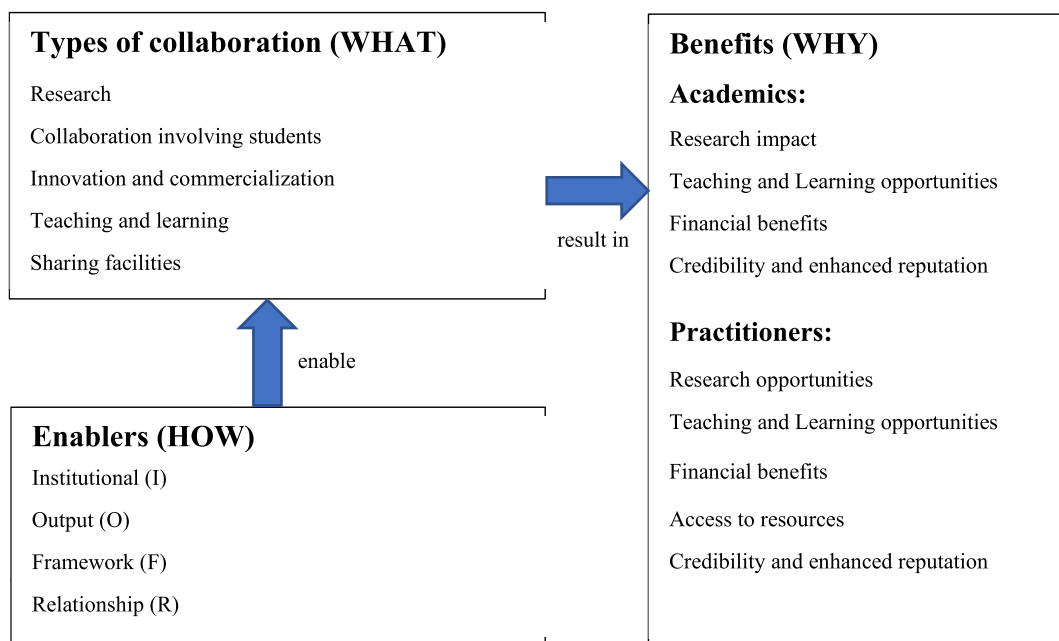 Types of collaboration (WHAT)
Research
Collaboration involving students
Innovation and commercialization
Teaching and learning
Sharing facilities
result in
enable
Enablers (HOW)
Institutional (I)
Output (O)
Framework (F)
Relationship (R)
Benefits (WHY)
Academics:
Research impact
Teaching and Learning opportunities
Financial benefits
Credibility and enhanced reputation
Practitioners:
Research opportunities
Teaching and Learning opportunities
Financial benefits
Access to resources
Credibility and enhanced reputation